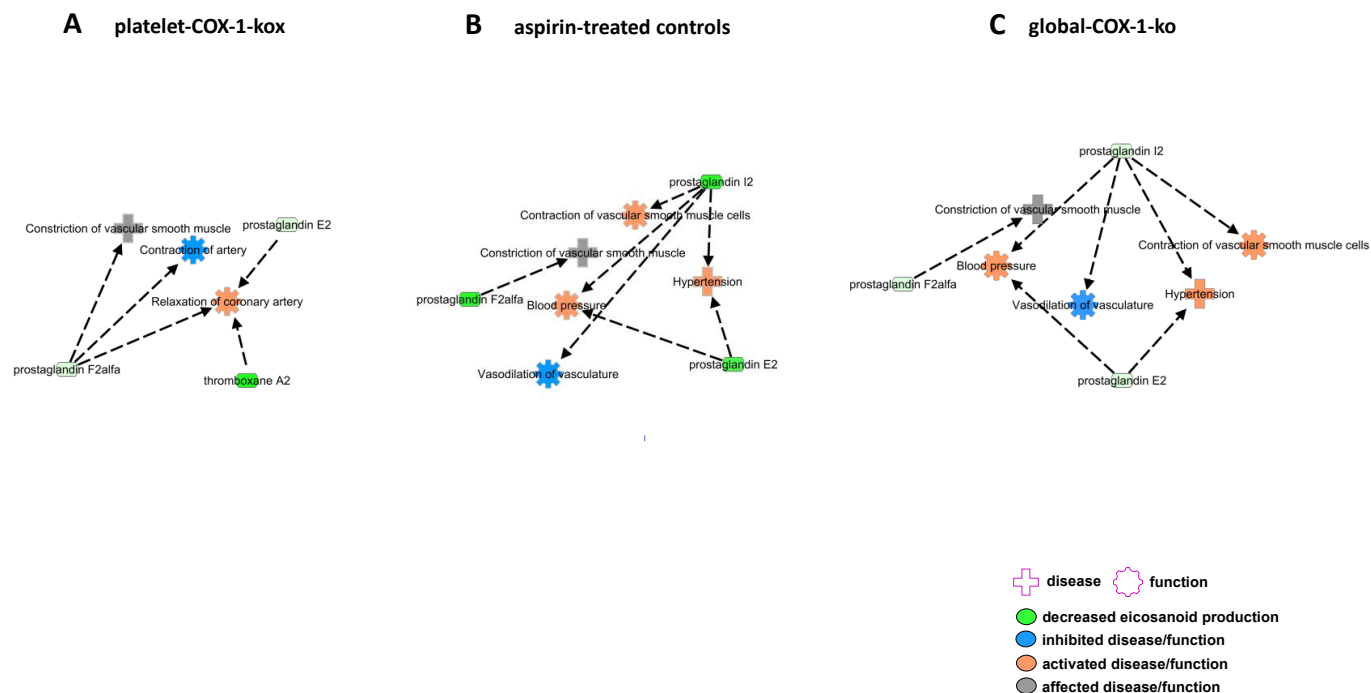 A platelet-COX-1-kox
B aspirin-treated controls
C global-COX-1-ko
Constriction of vascular smooth muscle
prostaglandin E2
Contraction of artery
Relaxation of coronary artery
prostaglandin F2alfa
thromboxane A2
prostaglandin I2
Contraction of vascular smooth muscle cells
Constriction of vascular smooth muscle
Hypertension
prostaglandin F2alfa
Blood pressure
prostaglandin E2
Vasodilation of vasculature
prostaglandin I2
Constriction of vascular smooth muscle
Contraction of vascular smooth muscle cells
Blood pressure
prostaglandin F2alfa
Hypertension
Vasodilation of vasculature
prostaglandin E2
disease
function
decreased eicosanoid production
inhibited disease/function
activated disease/function
affected disease/function